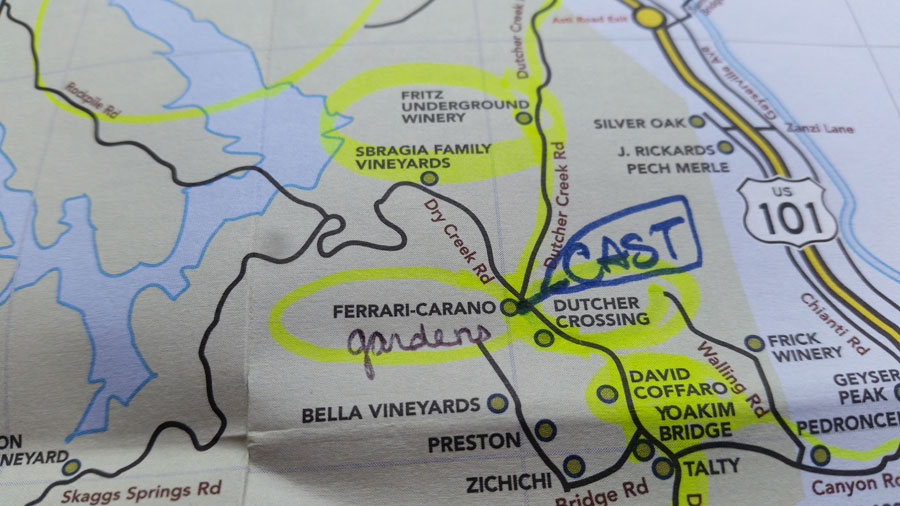 Asti Road Exit
Dutcher Creek
Geyserville Ave
Rockpile Rd
FRITZ
UNDERGROUND
WINERY
SILVER OAK
Zanzi Lane
SBRAGIA FAMILY
VINEYARDS
J. RICKARDS
PECH MERLE
Dutcher Creek Rd
US
101
Dry Creek Rd
CAST
FERRARI-CARANO
gardens
DUTCHER
CROSSING
Chianti Rd
FRICK
WINERY
Walling Rd
DAVID
COFFARO
GEYSER
PEAK
BELLA VINEYARDS
YOAKIM
BRIDGE
PEDRONCE
PRESTON
ON
NEYARD
TALTY
ZICHICHI
Skaggs Springs Rd
Bridge Rd
D
Canyon Rd